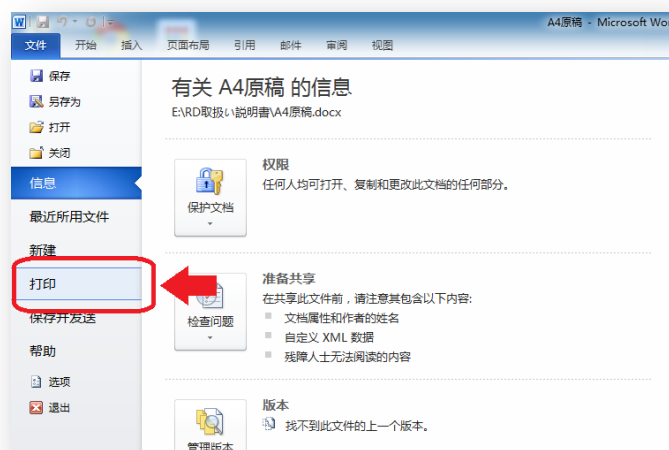 A4原稿 - Microsoft Wor
文件 开始 插入 页面布局 引用 邮件 审阅 视图
保存
另存为
打开
关闭
信息
最近所用文件
新建
打印
保存并发送
帮助
选项
退出
有关 A4原稿 的信息
E:\RD取扱い説明書\A4原稿.docx
保护文档
权限
任何人均可打开、复制和更改此文档的任何部分。
检查问题
准备共享
在共享此文件前，请注意其包含以下内容:
文档属性和作者的姓名
自定义 XML 数据
残障人士无法阅读的内容
管理版本
版本
找不到此文件的上一个版本。